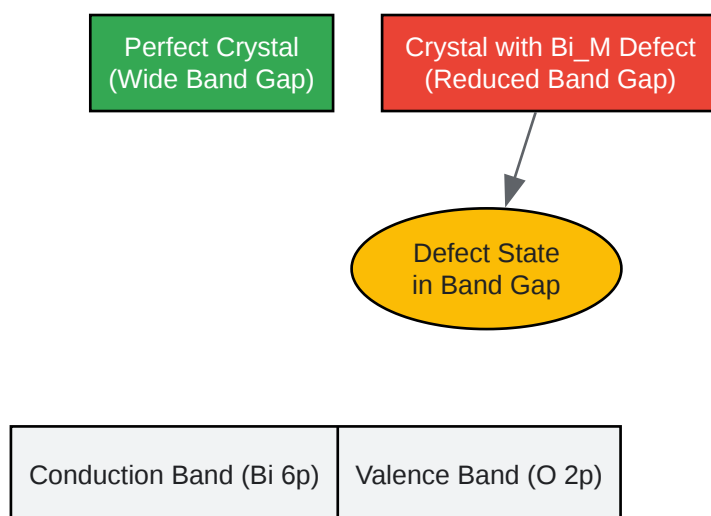 Perfect Crystal
(Wide Band Gap)
Crystal with Bi_M Defect
(Reduced Band Gap)
Defect State
in Band Gap
Conduction Band (Bi 6p)
Valence Band (O 2p)